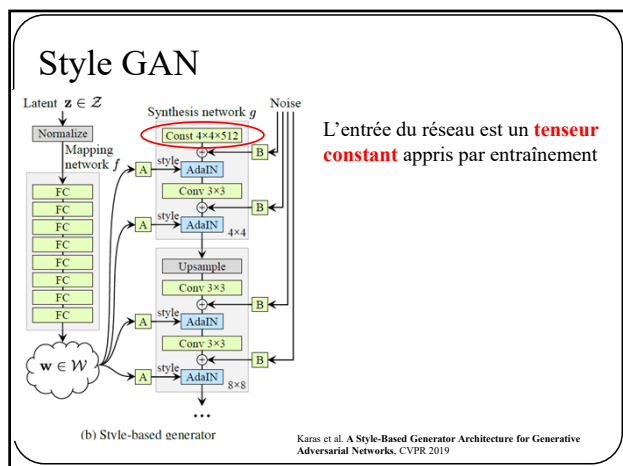 Style GAN
Latent z ∈ Z
Normalize
Mapping
network f
FC
FC
FC
FC
FC
FC
FC
FC
w ∈ W
Synthesis network g
Noise
Const 4×4×512
B
A
style
AdaIN
Conv 3×3
B
A
style
AdaIN
4×4
Upsample
Conv 3×3
B
A
style
AdaIN
Conv 3×3
B
A
style
AdaIN
8×8
...
(b) Style-based generator
L'entrée du réseau est un tenseur
constant appris par entraînement
Karas et al. A Style-Based Generator Architecture for Generative
Adversarial Networks, CVPR 2019